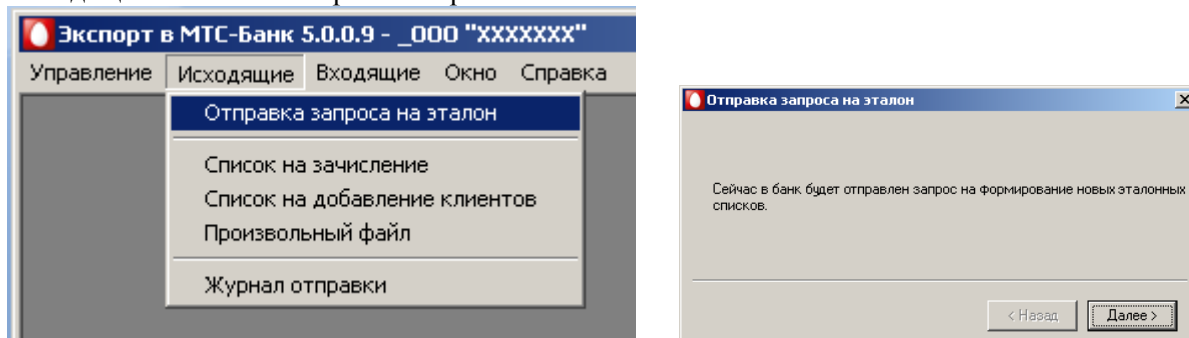 Экспорт в МТС-Банк 5.0.0.9 - _ООО "XXXXXXX"
Управление Исходящие Входящие Окно Справка
Отправка запроса на эталон
Список на зачисление
Список на добавление клиентов
Произвольный файл
Журнал отправки
Отправка запроса на эталон
Сейчас в банк будет отправлен запрос на формирование новых эталонных
списков.
< Назад Далее >